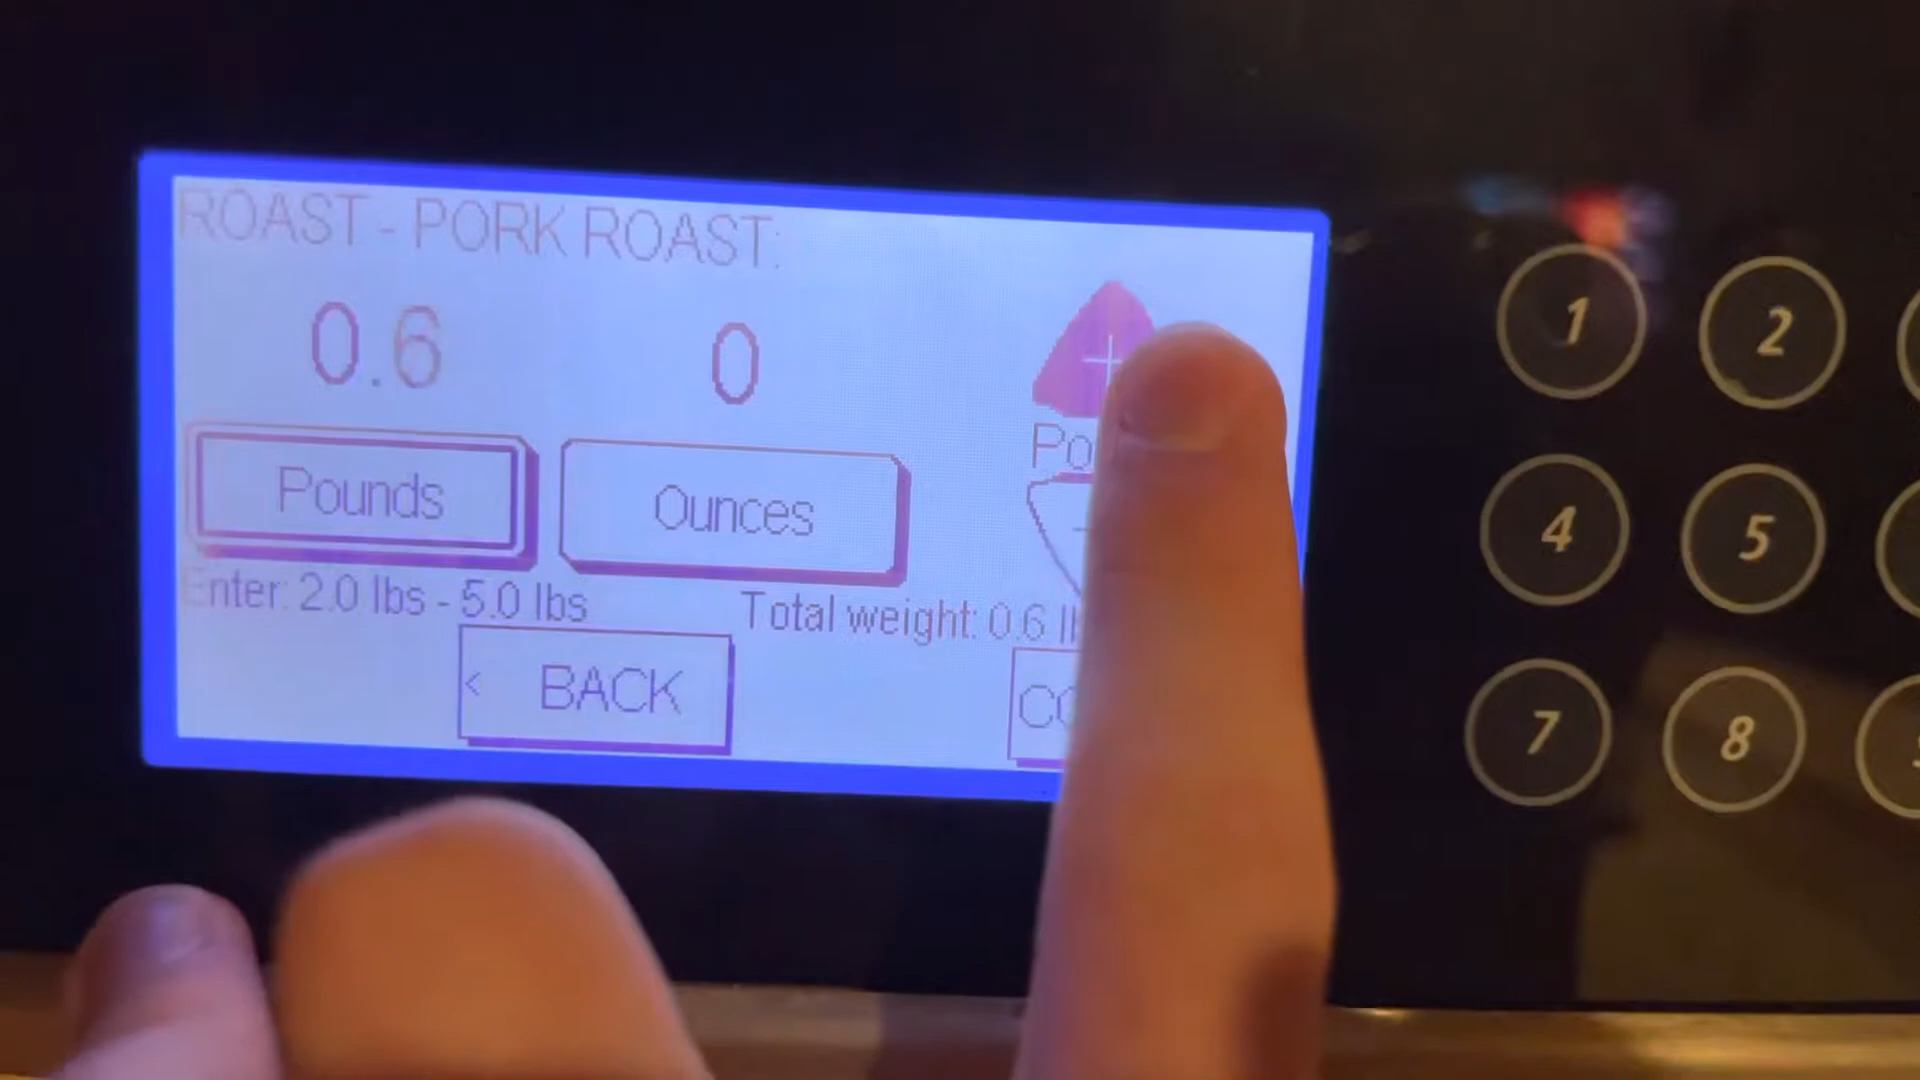 ROAST - PORK ROAST:
0.6 0 +
Pounds Ounces
Enter: 2.0 lbs - 5.0 lbs Total weight: 0.6
< BACK
1 2
4 5
7 8